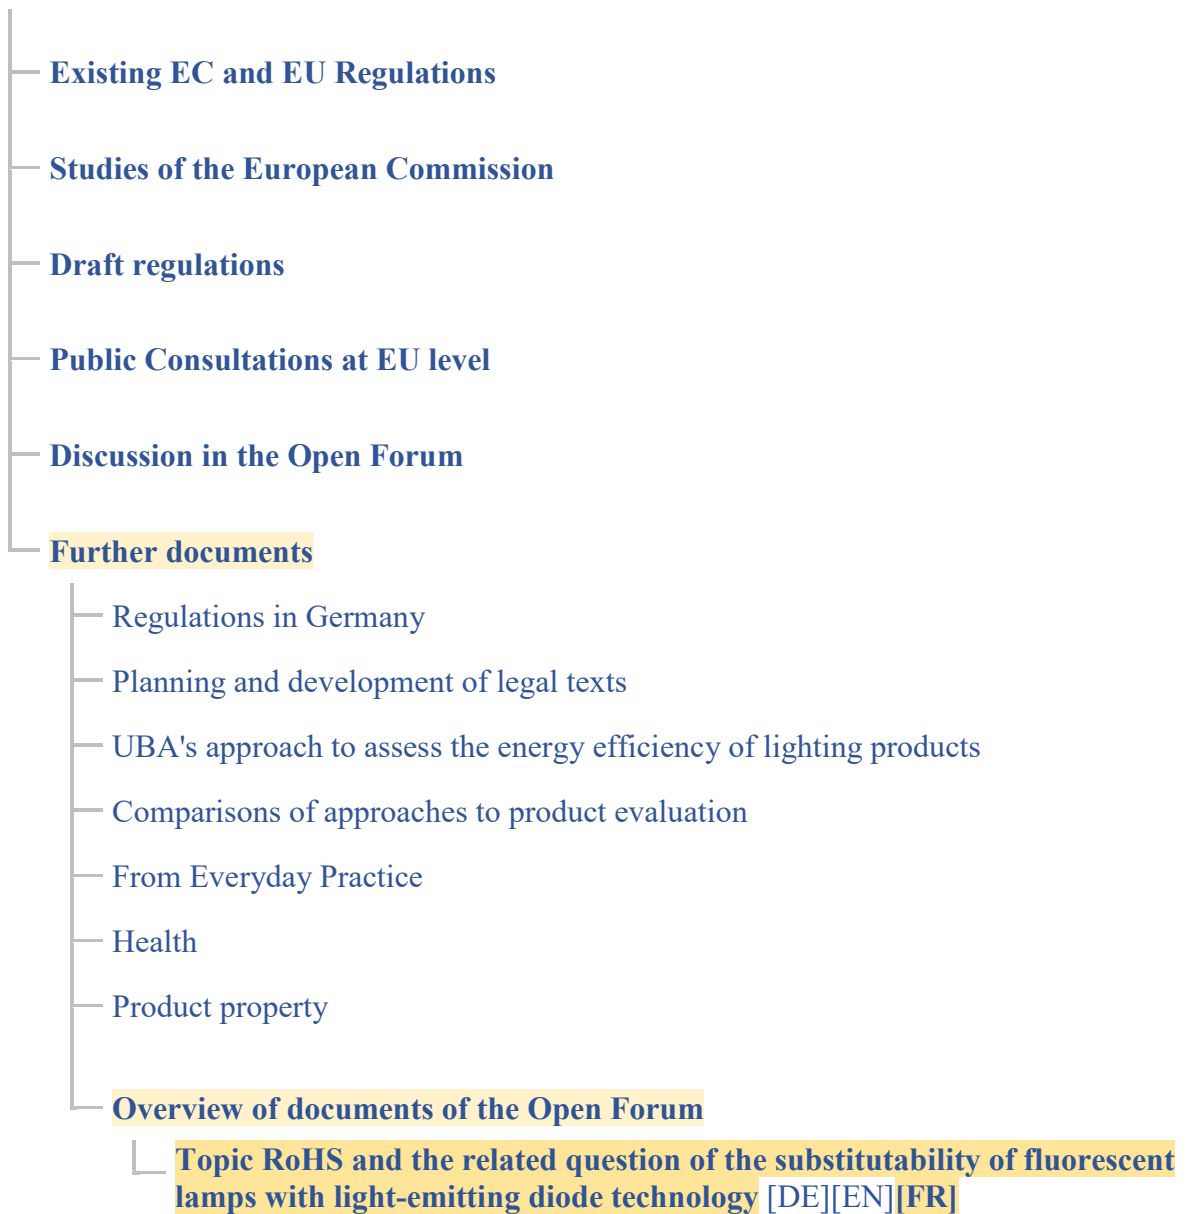 Existing EC and EU Regulations
Studies of the European Commission
Draft regulations
Public Consultations at EU level
Discussion in the Open Forum
Further documents
Regulations in Germany
Planning and development of legal texts
UBA's approach to assess the energy efficiency of lighting products
Comparisons of approaches to product evaluation
From Everyday Practice
Health
Product property
Overview of documents of the Open Forum
Topic RoHS and the related question of the substitutability of fluorescent
lamps with light-emitting diode technology [DE][EN][FR]